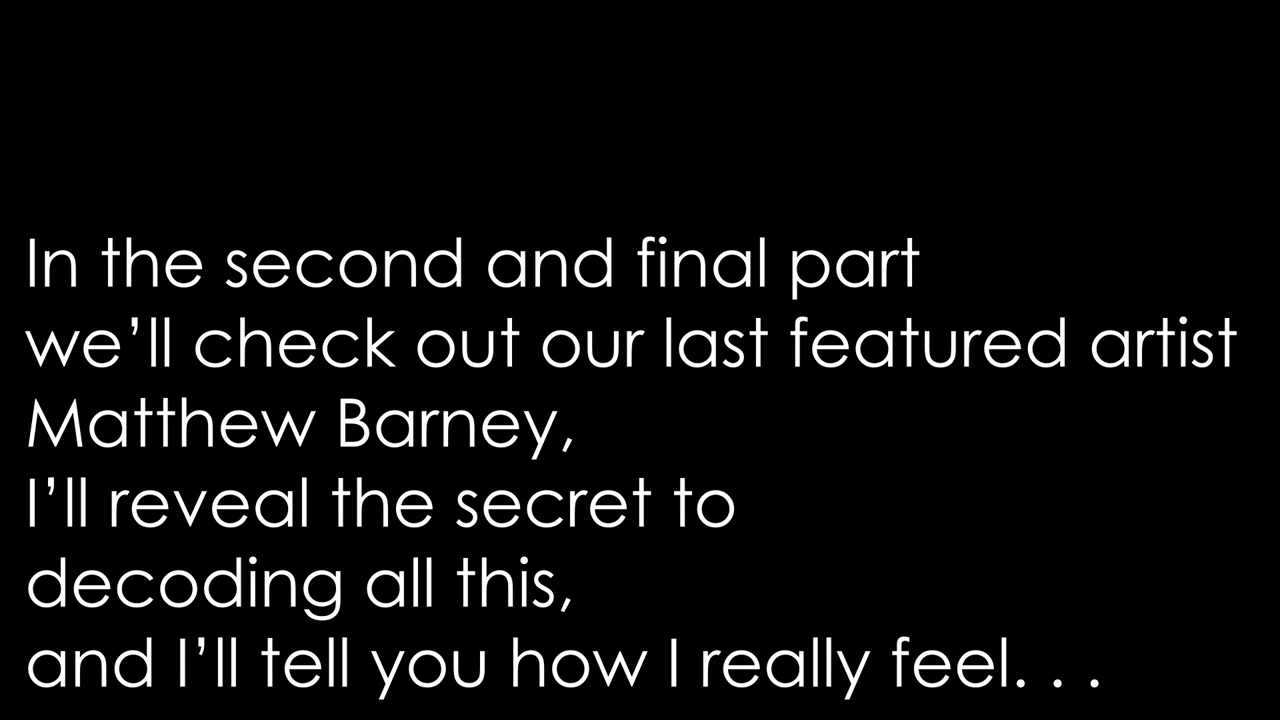 In the second and final part
we’ll check out our last featured artist
Matthew Barney,
I’ll reveal the secret to
decoding all this,
and I’ll tell you how I really feel. . .